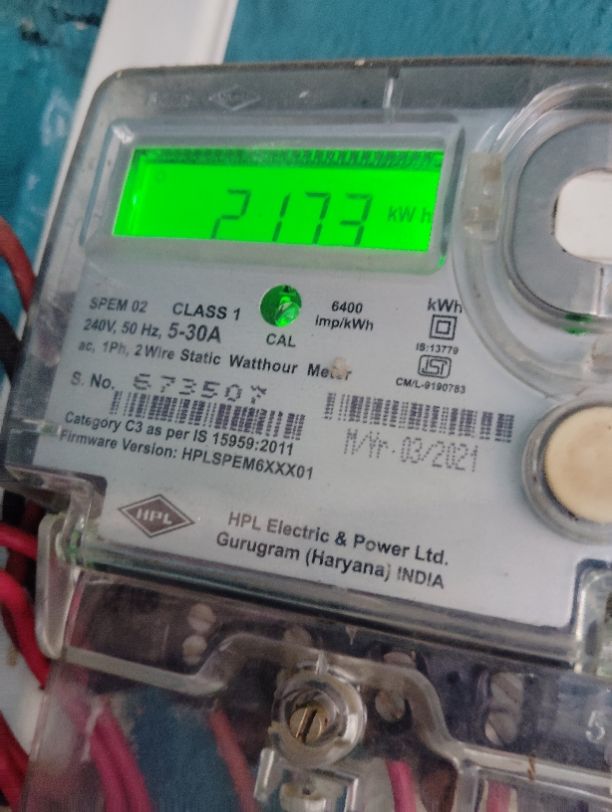 2173 kWh
SPEM 02 CLASS 1 6400 imp/kWh kWh
240V, 50 Hz, 5-30A CAL IS:13779
ac, 1Ph, 2 Wire Static Watthour Meter
CM/L-9190783
S. No. 673507
Category C3 as per IS 15959:2011 M/Yr. 03/2021
Firmware Version: HPLSPEM6XXX01
HPL
HPL Electric & Power Ltd.
Gurugram (Haryana) INDIA
5